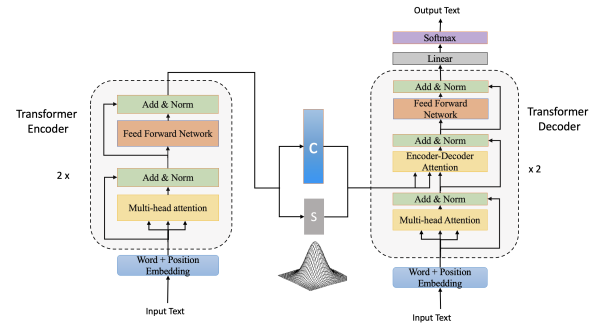 Output Text
Softmax
Linear
Add & Norm
Feed Forward
Network
Add & Norm
Encoder-Decoder
Attention
Add & Norm
Multi-head Attention
Word + Position
Embedding
Input Text
Transformer
Decoder
x 2
C
S
Transformer
Encoder
2 x
Add & Norm
Feed Forward Network
Add & Norm
Multi-head attention
Word + Position
Embedding
Input Text